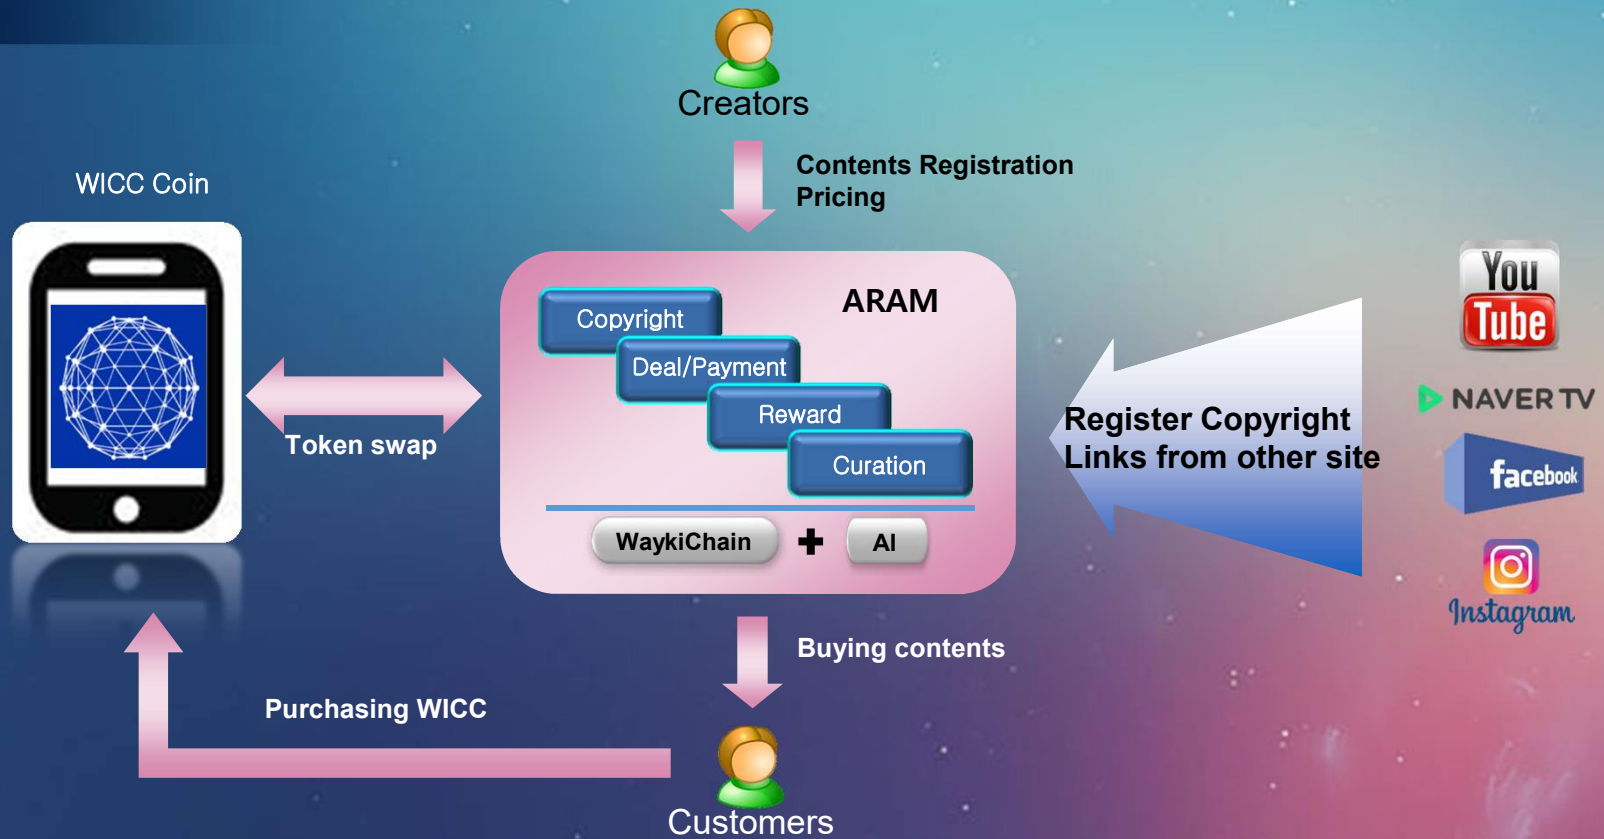 Creators
Contents Registration
Pricing
WICC Coin
ARAM
Copyright
Deal/Payment
Reward
Curation
WaykiChain + AI
Token swap
Register Copyright
Links from other site
You
Tube
NAVER TV
facebook
Instagram
Buying contents
Purchasing WICC
Customers